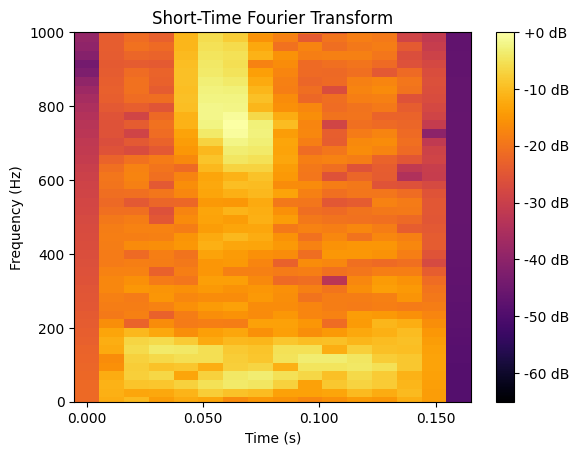 Short-Time Fourier Transform
1000
800
600
400
200
0
Frequency (Hz)
0.000
0.050
0.100
0.150
Time (s)
+0 dB
-10 dB
-20 dB
-30 dB
-40 dB
-50 dB
-60 dB